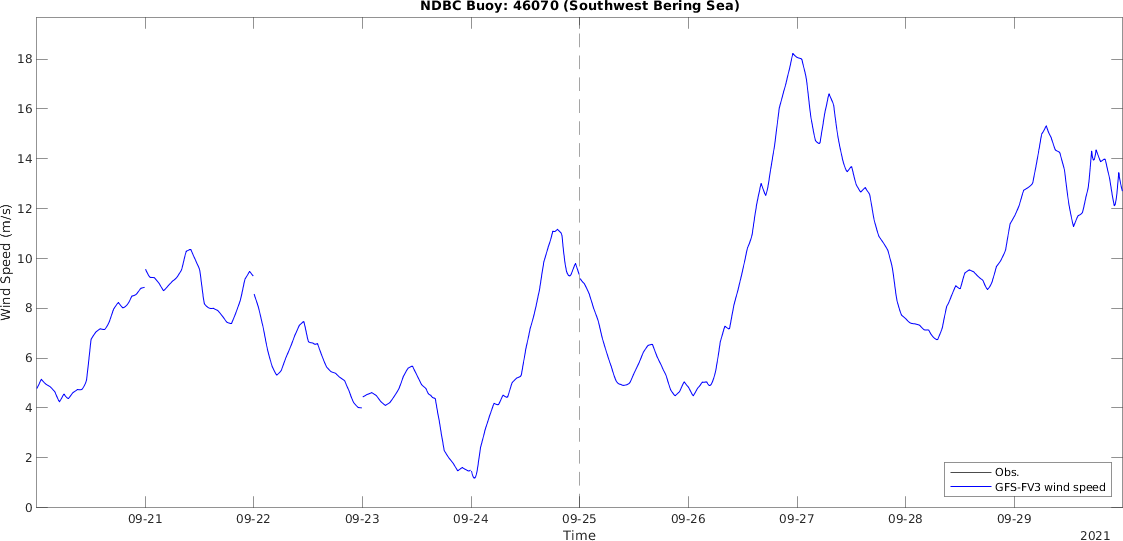 NDBC Buoy: 46070 (Southwest Bering Sea)
Wind Speed (m/s)
18
16
14
12
10
8
6
4
2
0
Obs.
GFS-FV3 wind speed
09-21 09-22 09-23 09-24 09-25 09-26 09-27 09-28 09-29
Time
2021